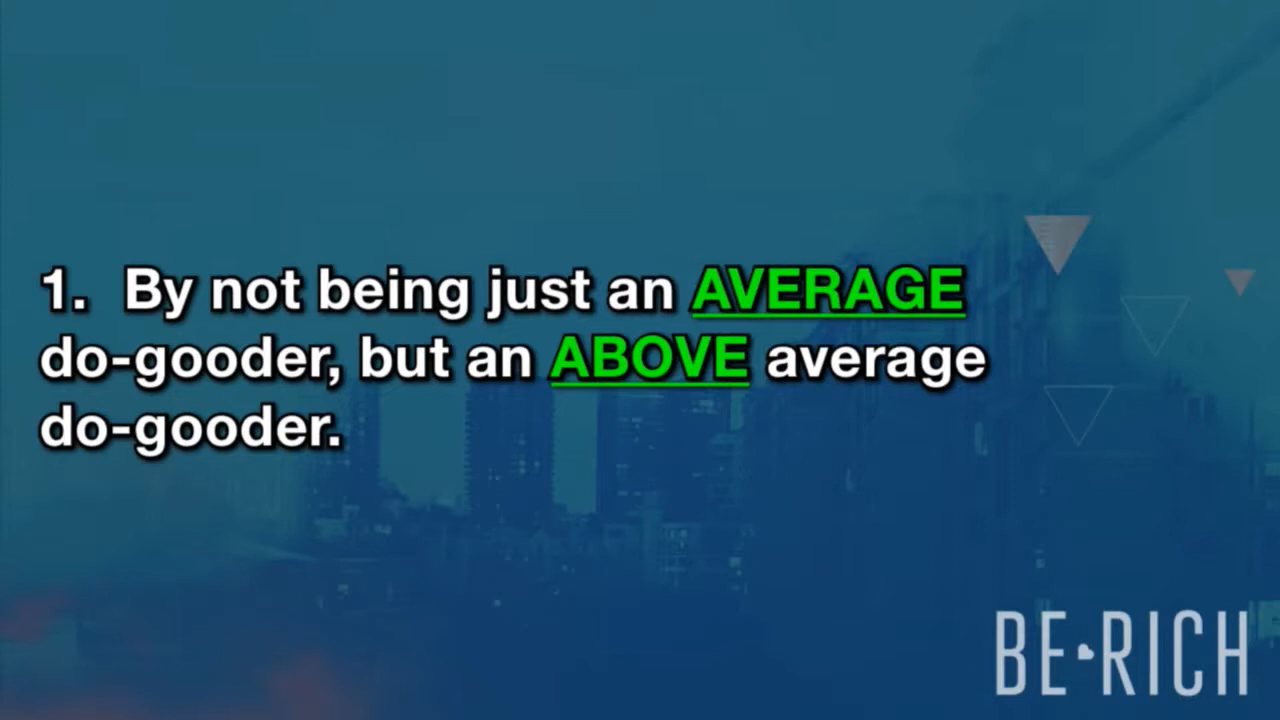 1. By not being just an AVERAGE
do-gooder, but an ABOVE average
do-gooder.
BE RICH